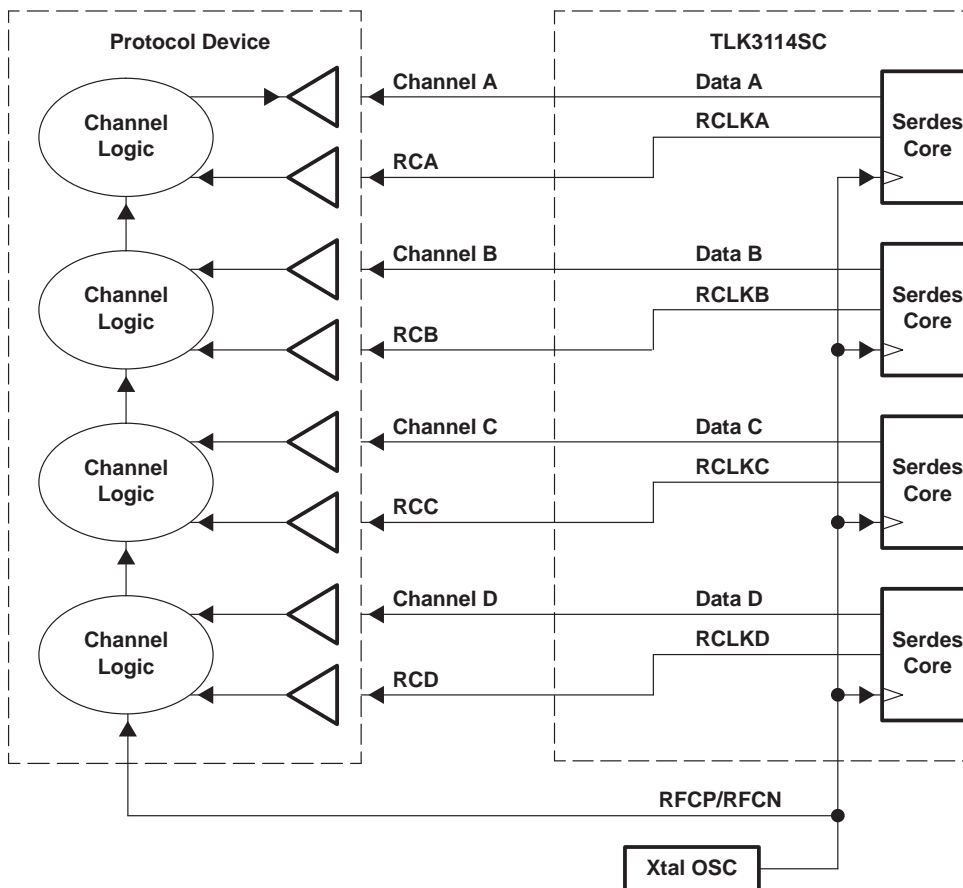 Protocol Device
TLK3114SC
Channel A
Data A
Channel
Logic
RCLKA
Serdes
Core
RCA
Channel B
Data B
Channel
Logic
RCLKB
Serdes
Core
RCB
Channel C
Data C
Channel
Logic
RCLKC
Serdes
Core
RCC
Channel D
Data D
Channel
Logic
RCLKD
Serdes
Core
RCD
RFCP/RFCN
Xtal OSC